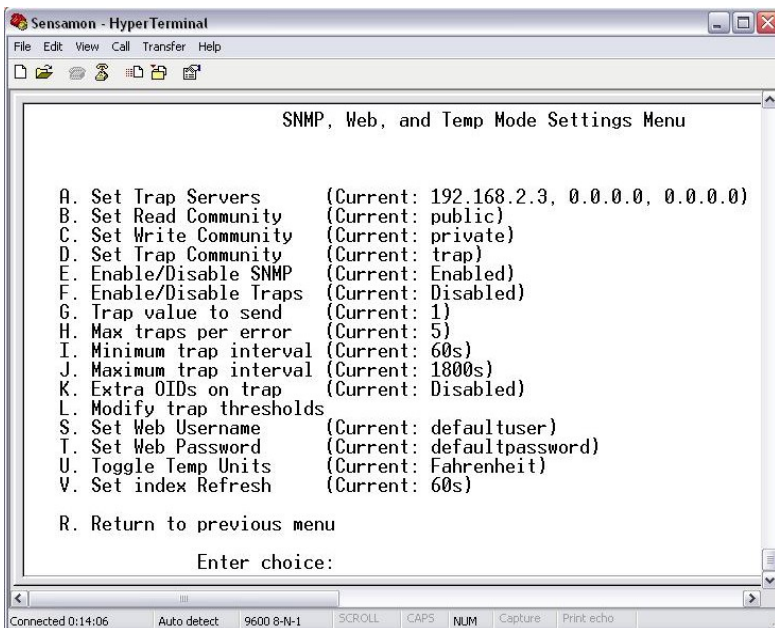 Sensamon - HyperTerminal
File Edit View Call Transfer Help
SNMP, Web, and Temp Mode Settings Menu
A. Set Trap Servers (Current: 192.168.2.3, 0.0.0.0, 0.0.0.0)
B. Set Read Community (Current: public)
C. Set Write Community (Current: private)
D. Set Trap Community (Current: trap)
E. Enable/Disable SNMP (Current: Enabled)
F. Enable/Disable Traps (Current: Disabled)
G. Trap value to send (Current: 1)
H. Max traps per error (Current: 5)
I. Minimum trap interval (Current: 60s)
J. Maximum trap interval (Current: 1800s)
K. Extra OIDs on trap (Current: Disabled)
L. Modify trap thresholds
S. Set Web Username (Current: defaultuser)
T. Set Web Password (Current: defaultpassword)
U. Toggle Temp Units (Current: Fahrenheit)
V. Set index Refresh (Current: 60s)
R. Return to previous menu
Enter choice:
Connected 0:14:06 Auto detect 9600 8-N-1 SCROLL CAPS NUM Capture Print echo